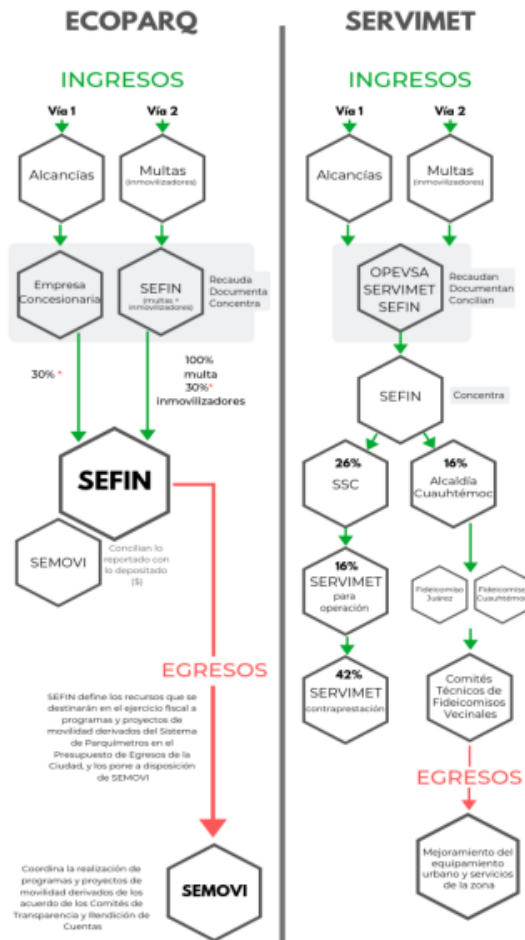 ECOPARQ
INGRESOS
Vía 1
Vía 2
Alcancías
Multas
(inmovilizadores)
Empresa
Concesionaria
SEFIN
(multas +
inmovilizadores)
Recauda
Documenta
Concentra
30% *
100%
multa
30%*
inmovilizadores
SEFIN
SEMOVI
Concilian lo
reportado con
lo depositado
($)
EGRESOS
SEFIN define los recursos que se
destinarán en el ejercicio fiscal a
programas y proyectos de
movilidad derivados del Sistema
de Parquímetros en el
Presupuesto de Egresos de la
Ciudad, y los pone a disposición
de SEMOVI
Coordina la realización de
programas y proyectos de
movilidad derivados de los
acuerdo de los Comités de
Transparencia y Rendición de
Cuentas
SEMOVI
SERVIMET
INGRESOS
Vía 1
Vía 2
Alcancías
Multas
(inmovilizadores)
OPEVSA
SERVIMET
SEFIN
Recaudan
Documentan
Concilian
SEFIN
Concentra
26%
SSC
16%
Alcaldía
Cuauhtémoc
16%
SERVIMET
para
operación
Fideicomiso
Juárez
Fideicomiso
Cuauhtémoc
42%
SERVIMET
contraprestación
Comités
Técnicos de
Fideicomisos
Vecinales
EGRESOS
Mejoramiento del
equipamiento
urbano y servicios
de la zona